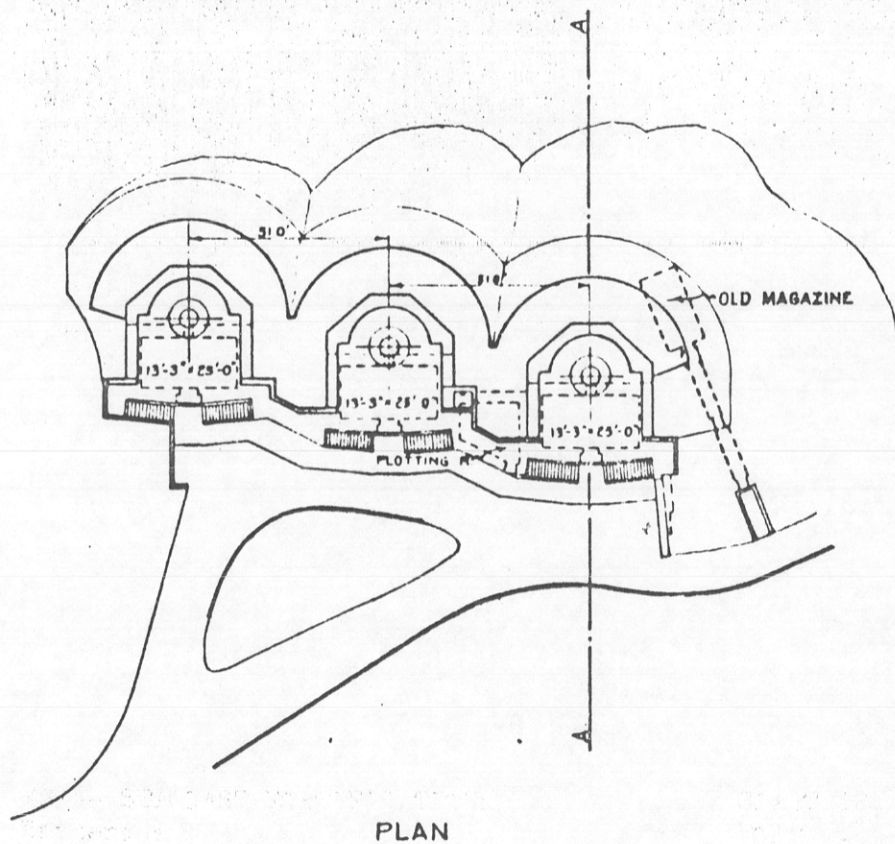 A
51.0
51.0
OLD MAGAZINE
13'-3" = 25'-0"
13'-3" = 25'-0"
13'-3" = 25'-0"
PLOTTING R
A
PLAN